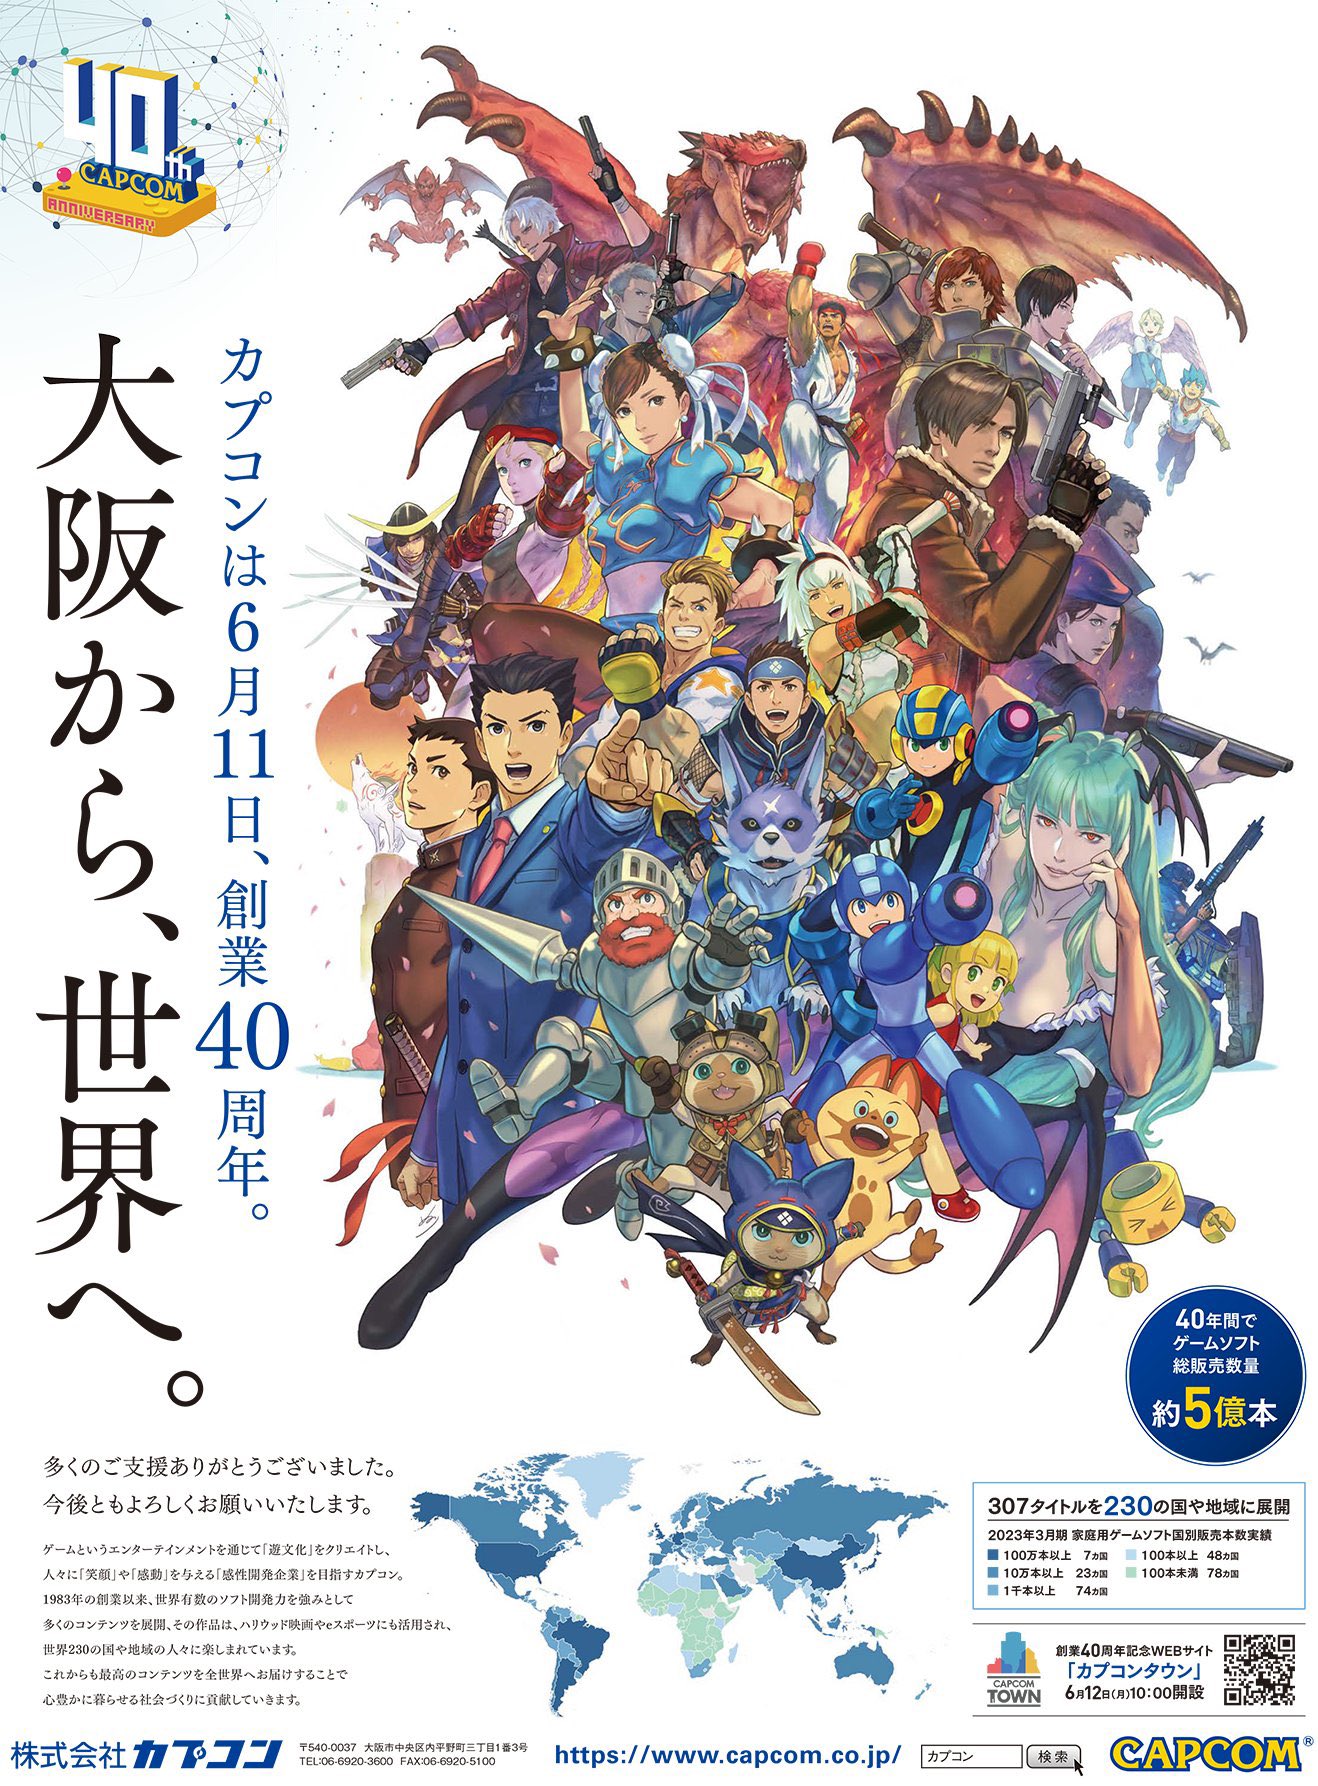 40th
CAPCOM
ANNIVERSARY
カプコンは6月11日、創業40周年。
大阪から、世界へ。
40年間で
ゲームソフト
総販売数量
約5億本
多くのご支援ありがとうございました。
今後ともよろしくお願いいたします。
ゲームというエンターテインメントを通じて「遊文化」をクリエイトし、
人々に「笑顔」や「感動」を与える「感性開発企業」を目指すカプコン。
1983年の創業以来、世界有数のソフト開発力を強みとして
多くのコンテンツを展開、その作品は、ハリウッド映画やeスポーツにも活用され、
世界230の国や地域の人々に楽しまれています。
これからも最高のコンテンツを全世界へお届けすることで
心豊かに暮らせる社会づくりに貢献していきます。
307タイトルを230の国や地域に展開
2023年3月期 家庭用ゲームソフト国別販売本数実績
100万本以上 7ヵ国
10万本以上 23ヵ国
1千本以上 74ヵ国
100本以上 48ヵ国
100本未満 78ヵ国
CAPCOM
TOWN
創業40周年記念WEBサイト
「カプコンタウン」
6月12日(月)10:00開設
株式会社カプコン
〒540-0037 大阪市中央区内平野町三丁目1番3号
TEL:06-6920-3600 FAX:06-6920-5100
https://www.capcom.co.jp/
カプコン 検索
CAPCOM®